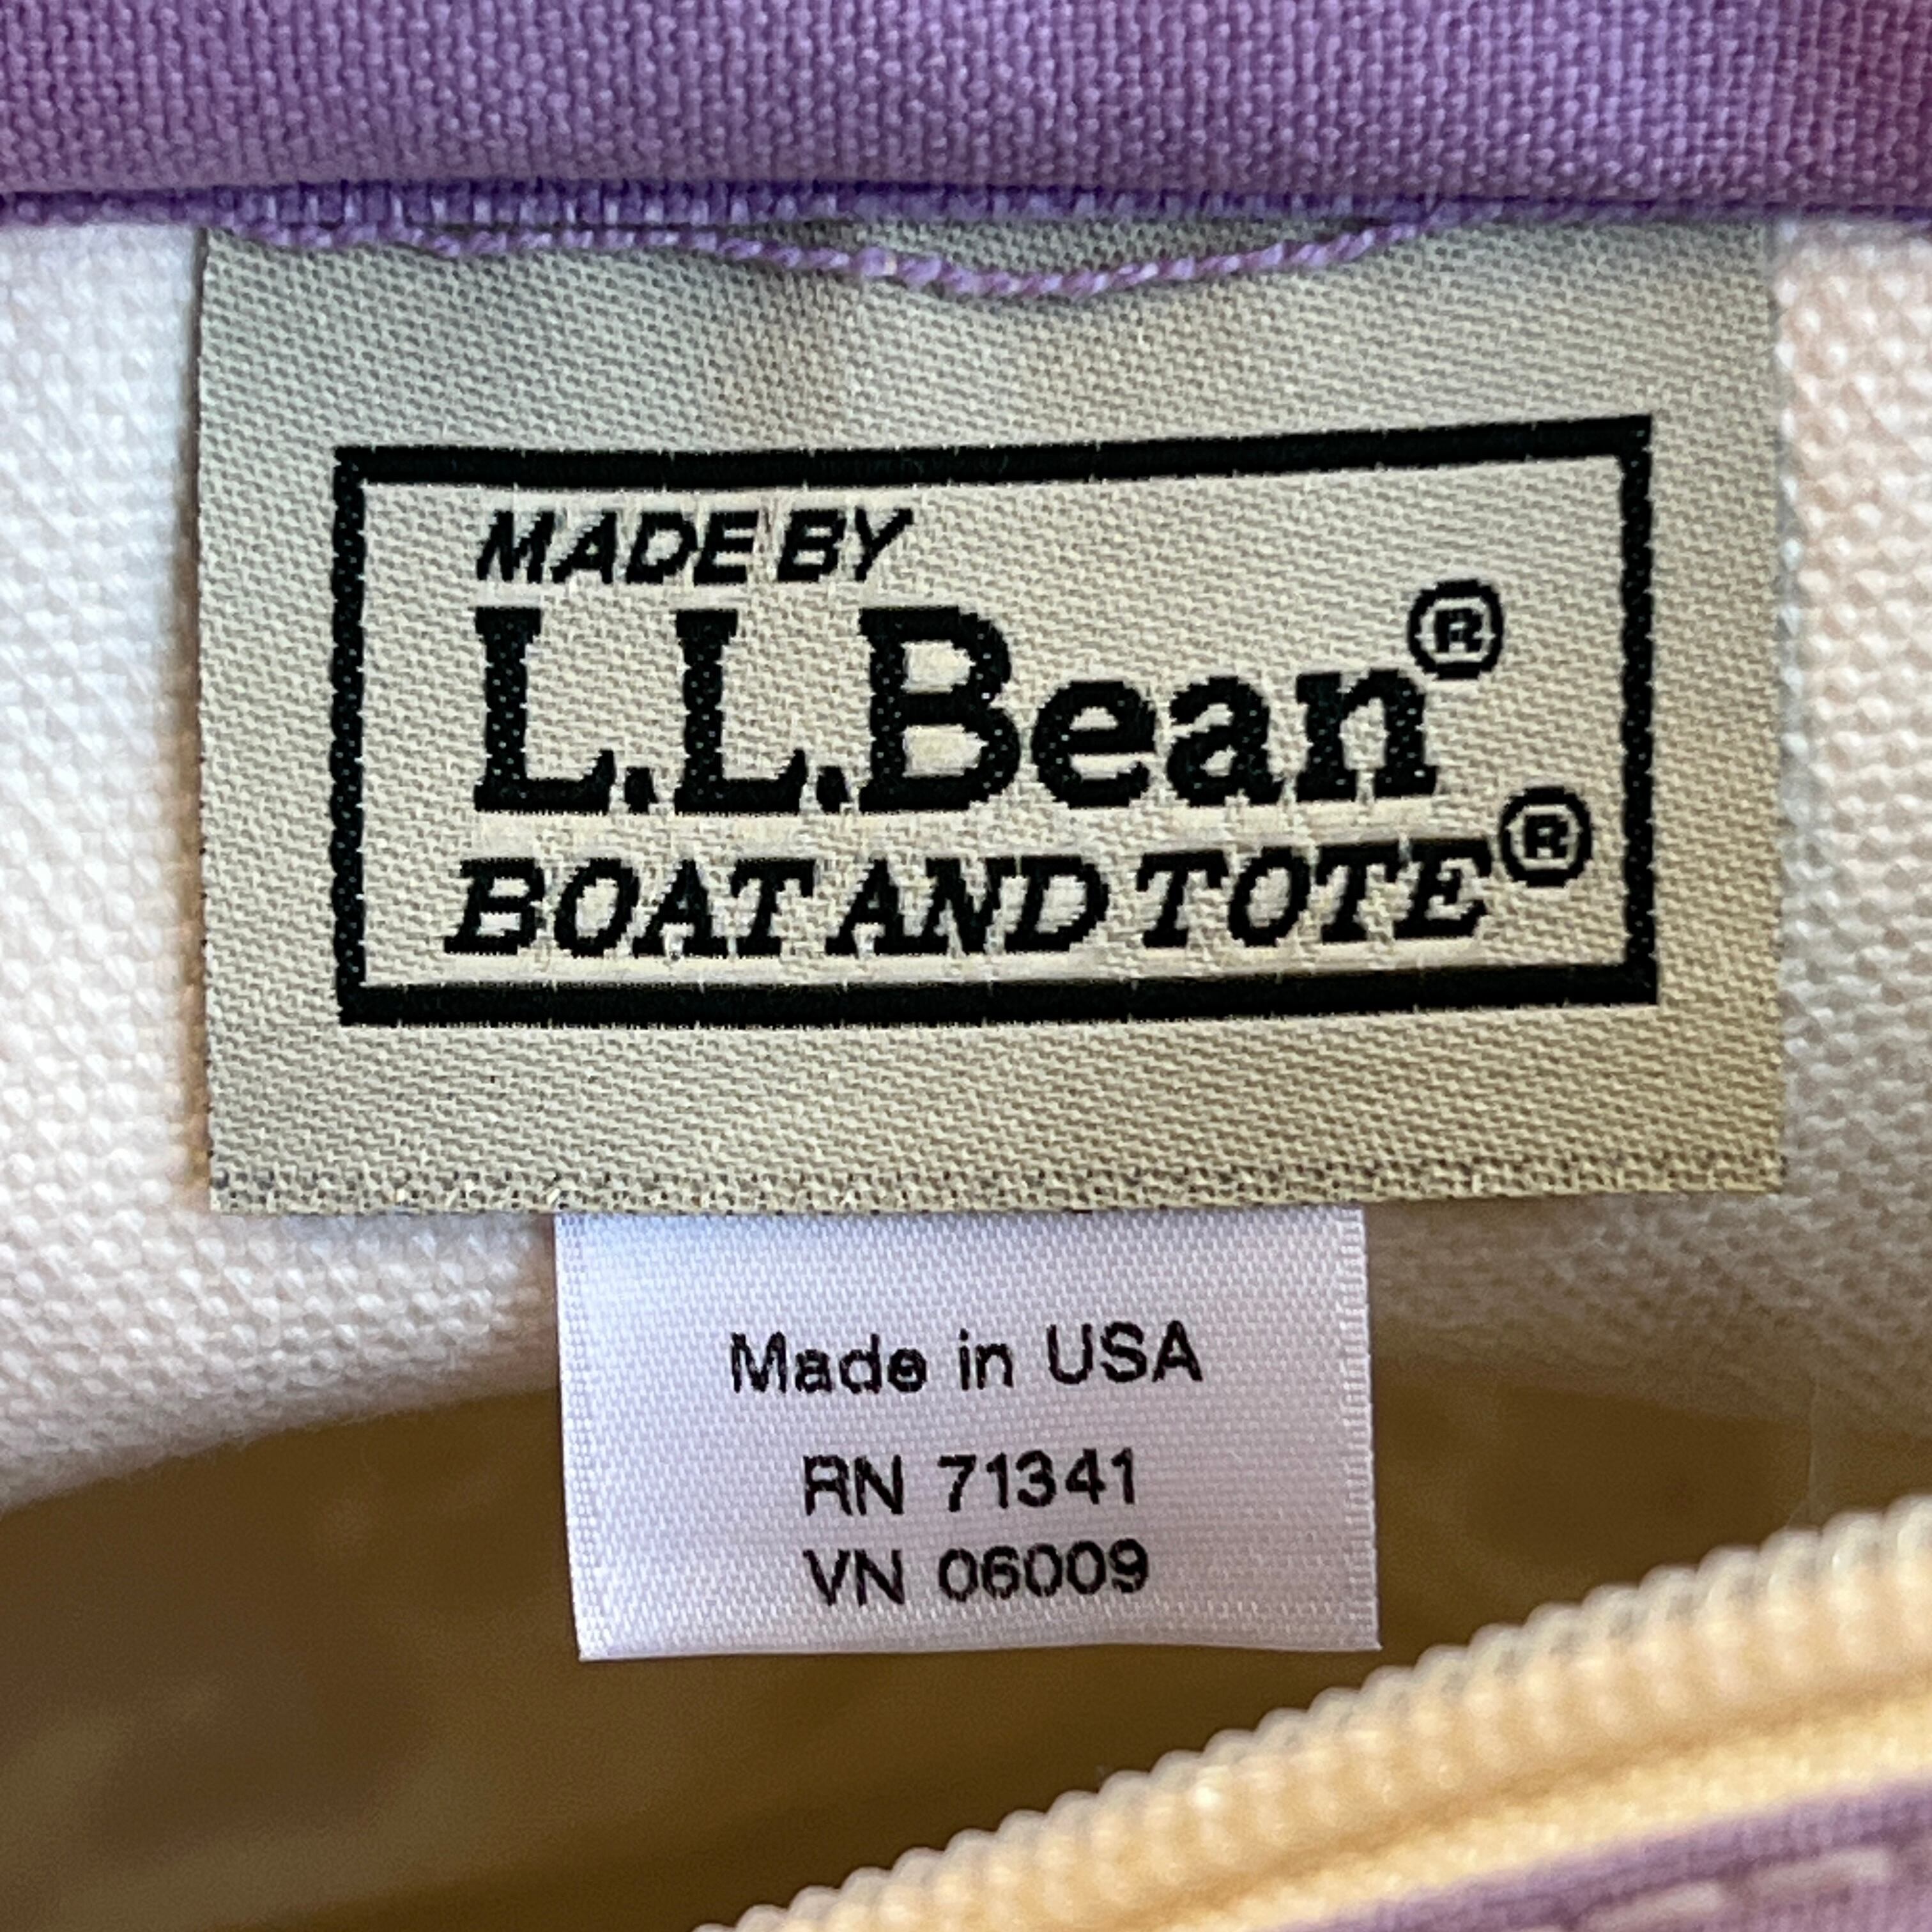 MADE BY
L.L.Bean®
BOAT AND TOTE®
Made in USA
RN 71341
VN 06009